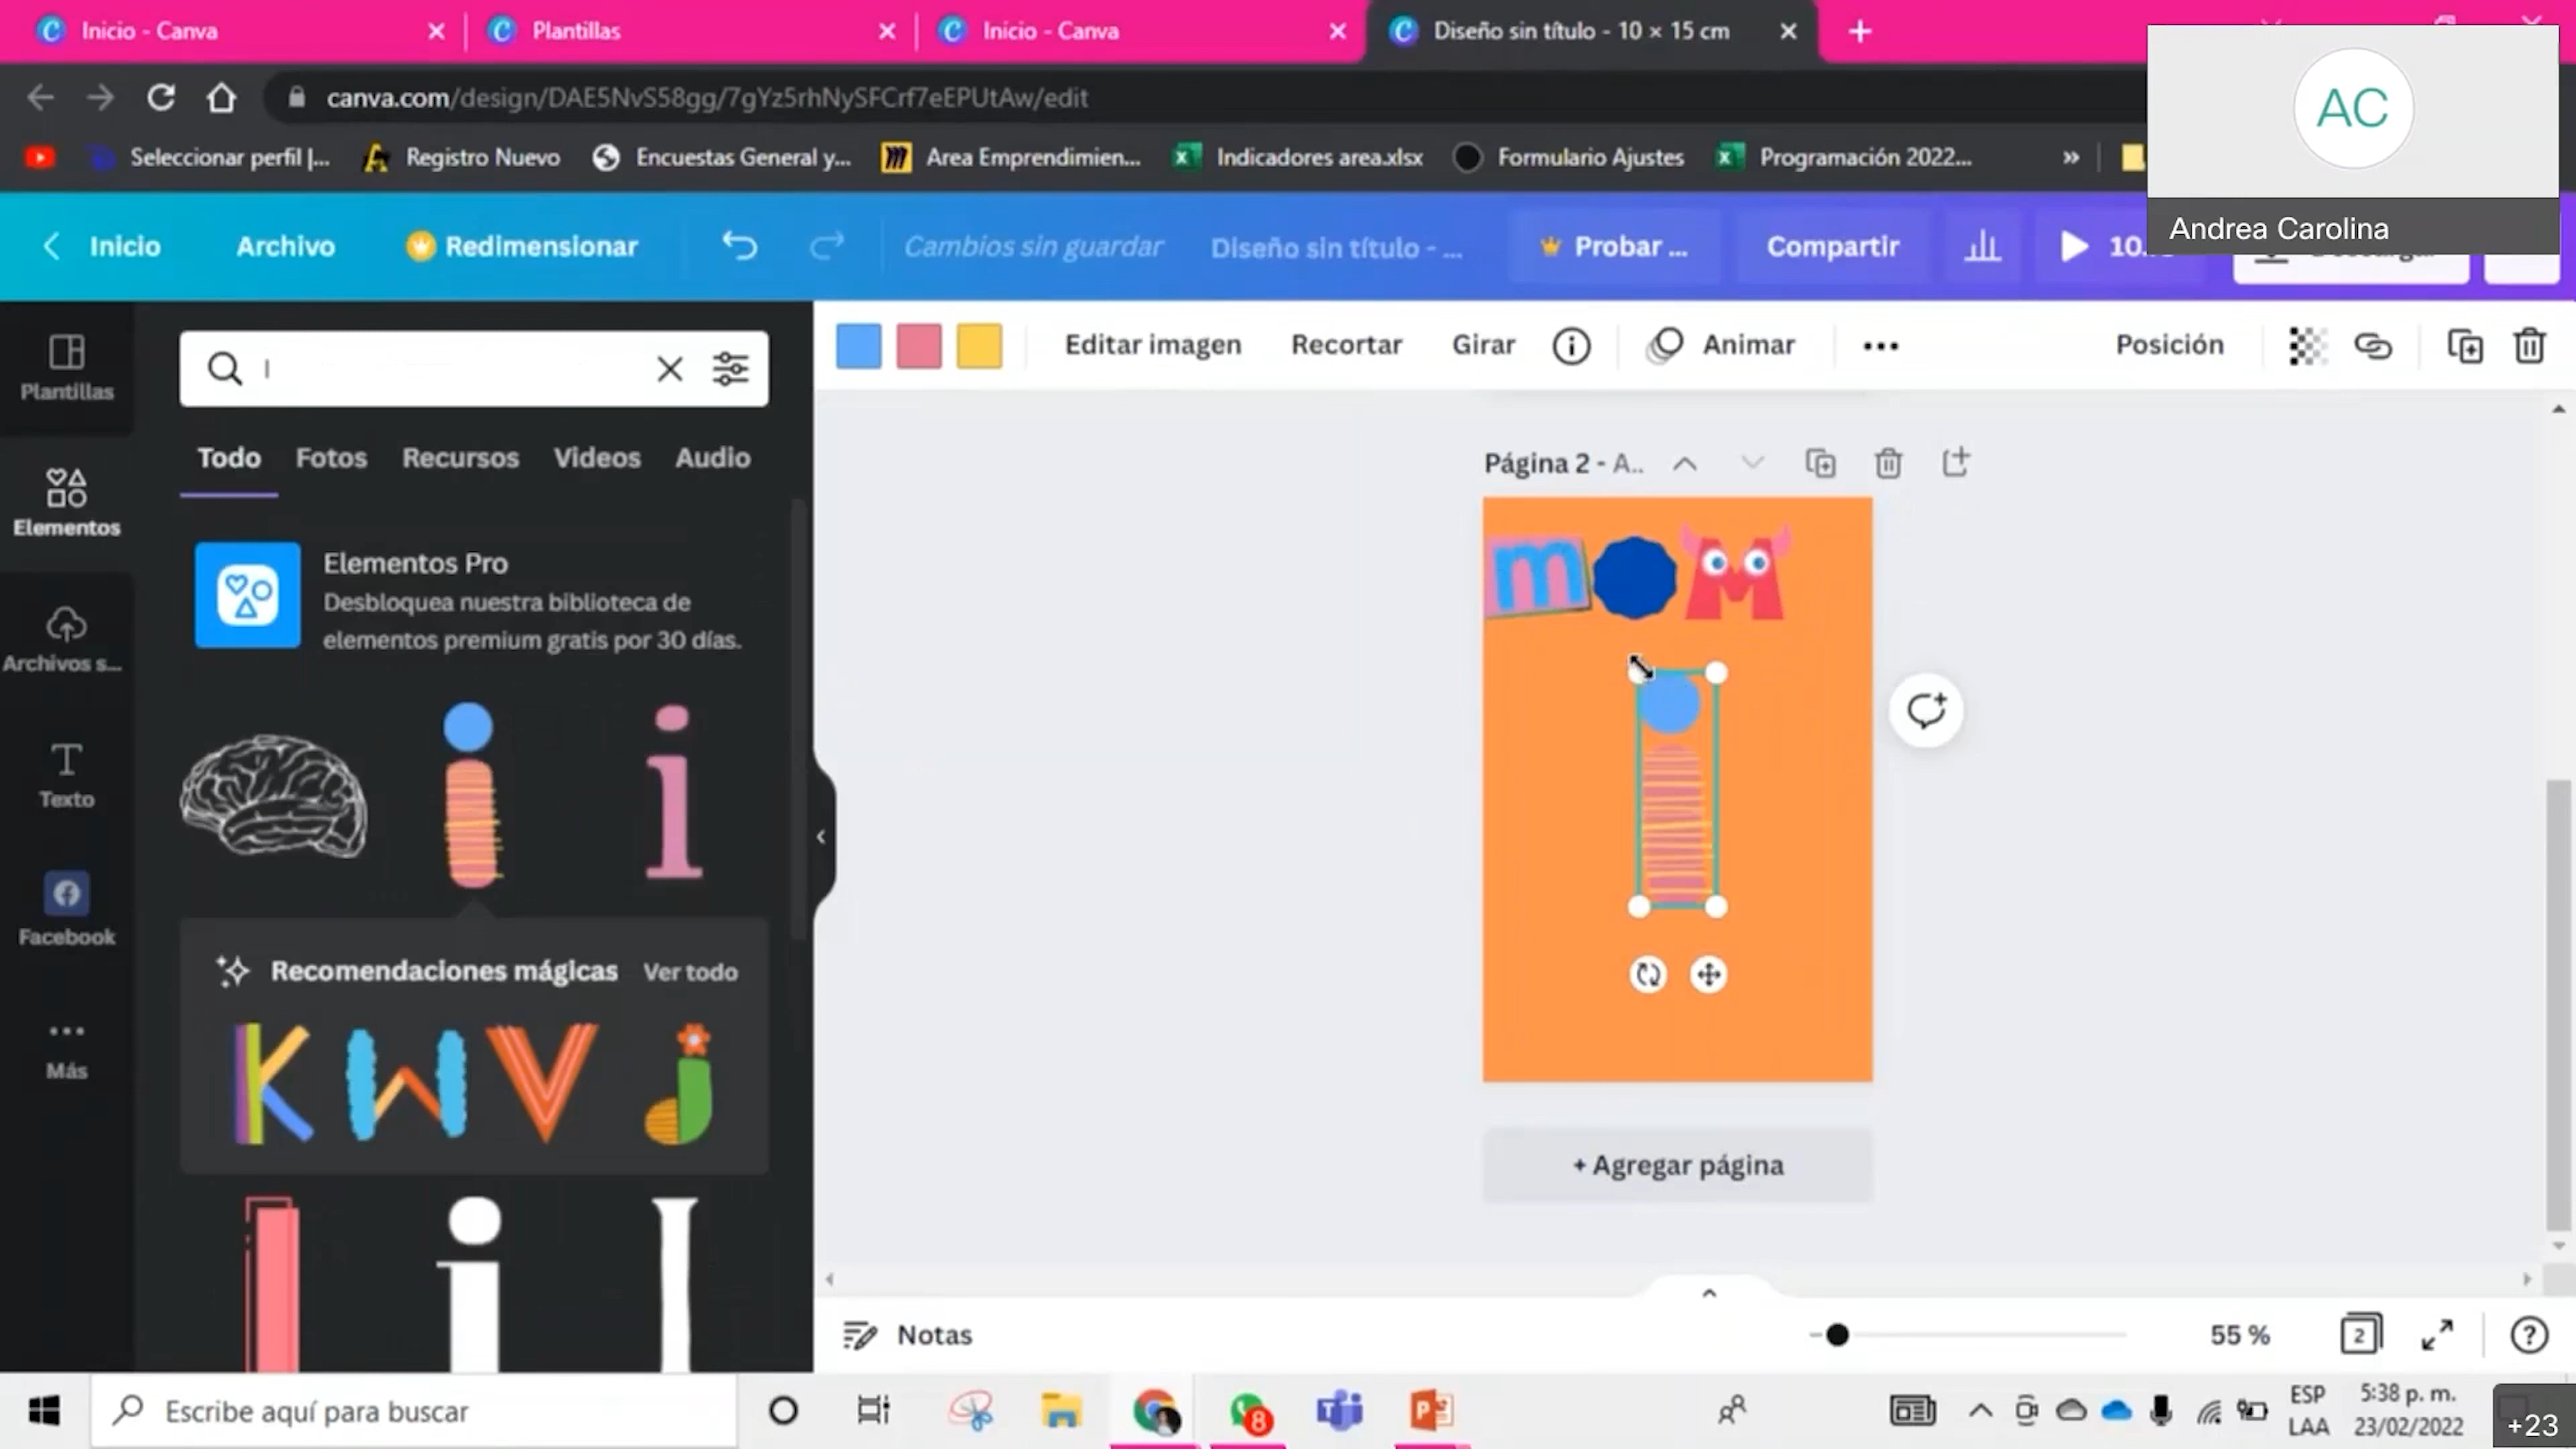 Inicio - Canva
Plantillas
Inicio - Canva
Diseño sin título - 10 × 15 cm
canva.com/design/DAE5NvS58gg/7gYz5rhNySFCrf7eEPUtAw/edit
Seleccionar perfil |...
Registro Nuevo
Encuestas General y...
Area Emprendimien...
Indicadores area.xlsx
Formulario Ajustes
Programación 2022...
»
AC
Andrea Carolina
Inicio
Archivo
Redimensionar
Cambios sin guardar
Diseño sin título - ...
Probar ...
Compartir
Plantillas
Elementos
Archivos s...
Texto
Facebook
Más
Todo
Fotos
Recursos
Videos
Audio
Elementos Pro
Desbloquea nuestra biblioteca de
elementos premium gratis por 30 días.
i
i
Recomendaciones mágicas
Ver todo
K W V j
I i I
Editar imagen
Recortar
Girar
Animar
Posición
Página 2 - A..
m M
i
+ Agregar página
Notas
55 %
2
?
Escribe aquí para buscar
8
ESP
LAA
5:38 p. m.
23/02/2022
+23